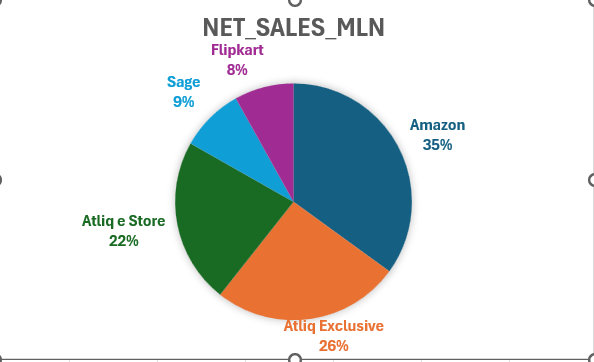 NET_SALES_MLN
Flipkart
8%
Sage
9%
Amazon
35%
Atliq e Store
22%
Atliq Exclusive
26%